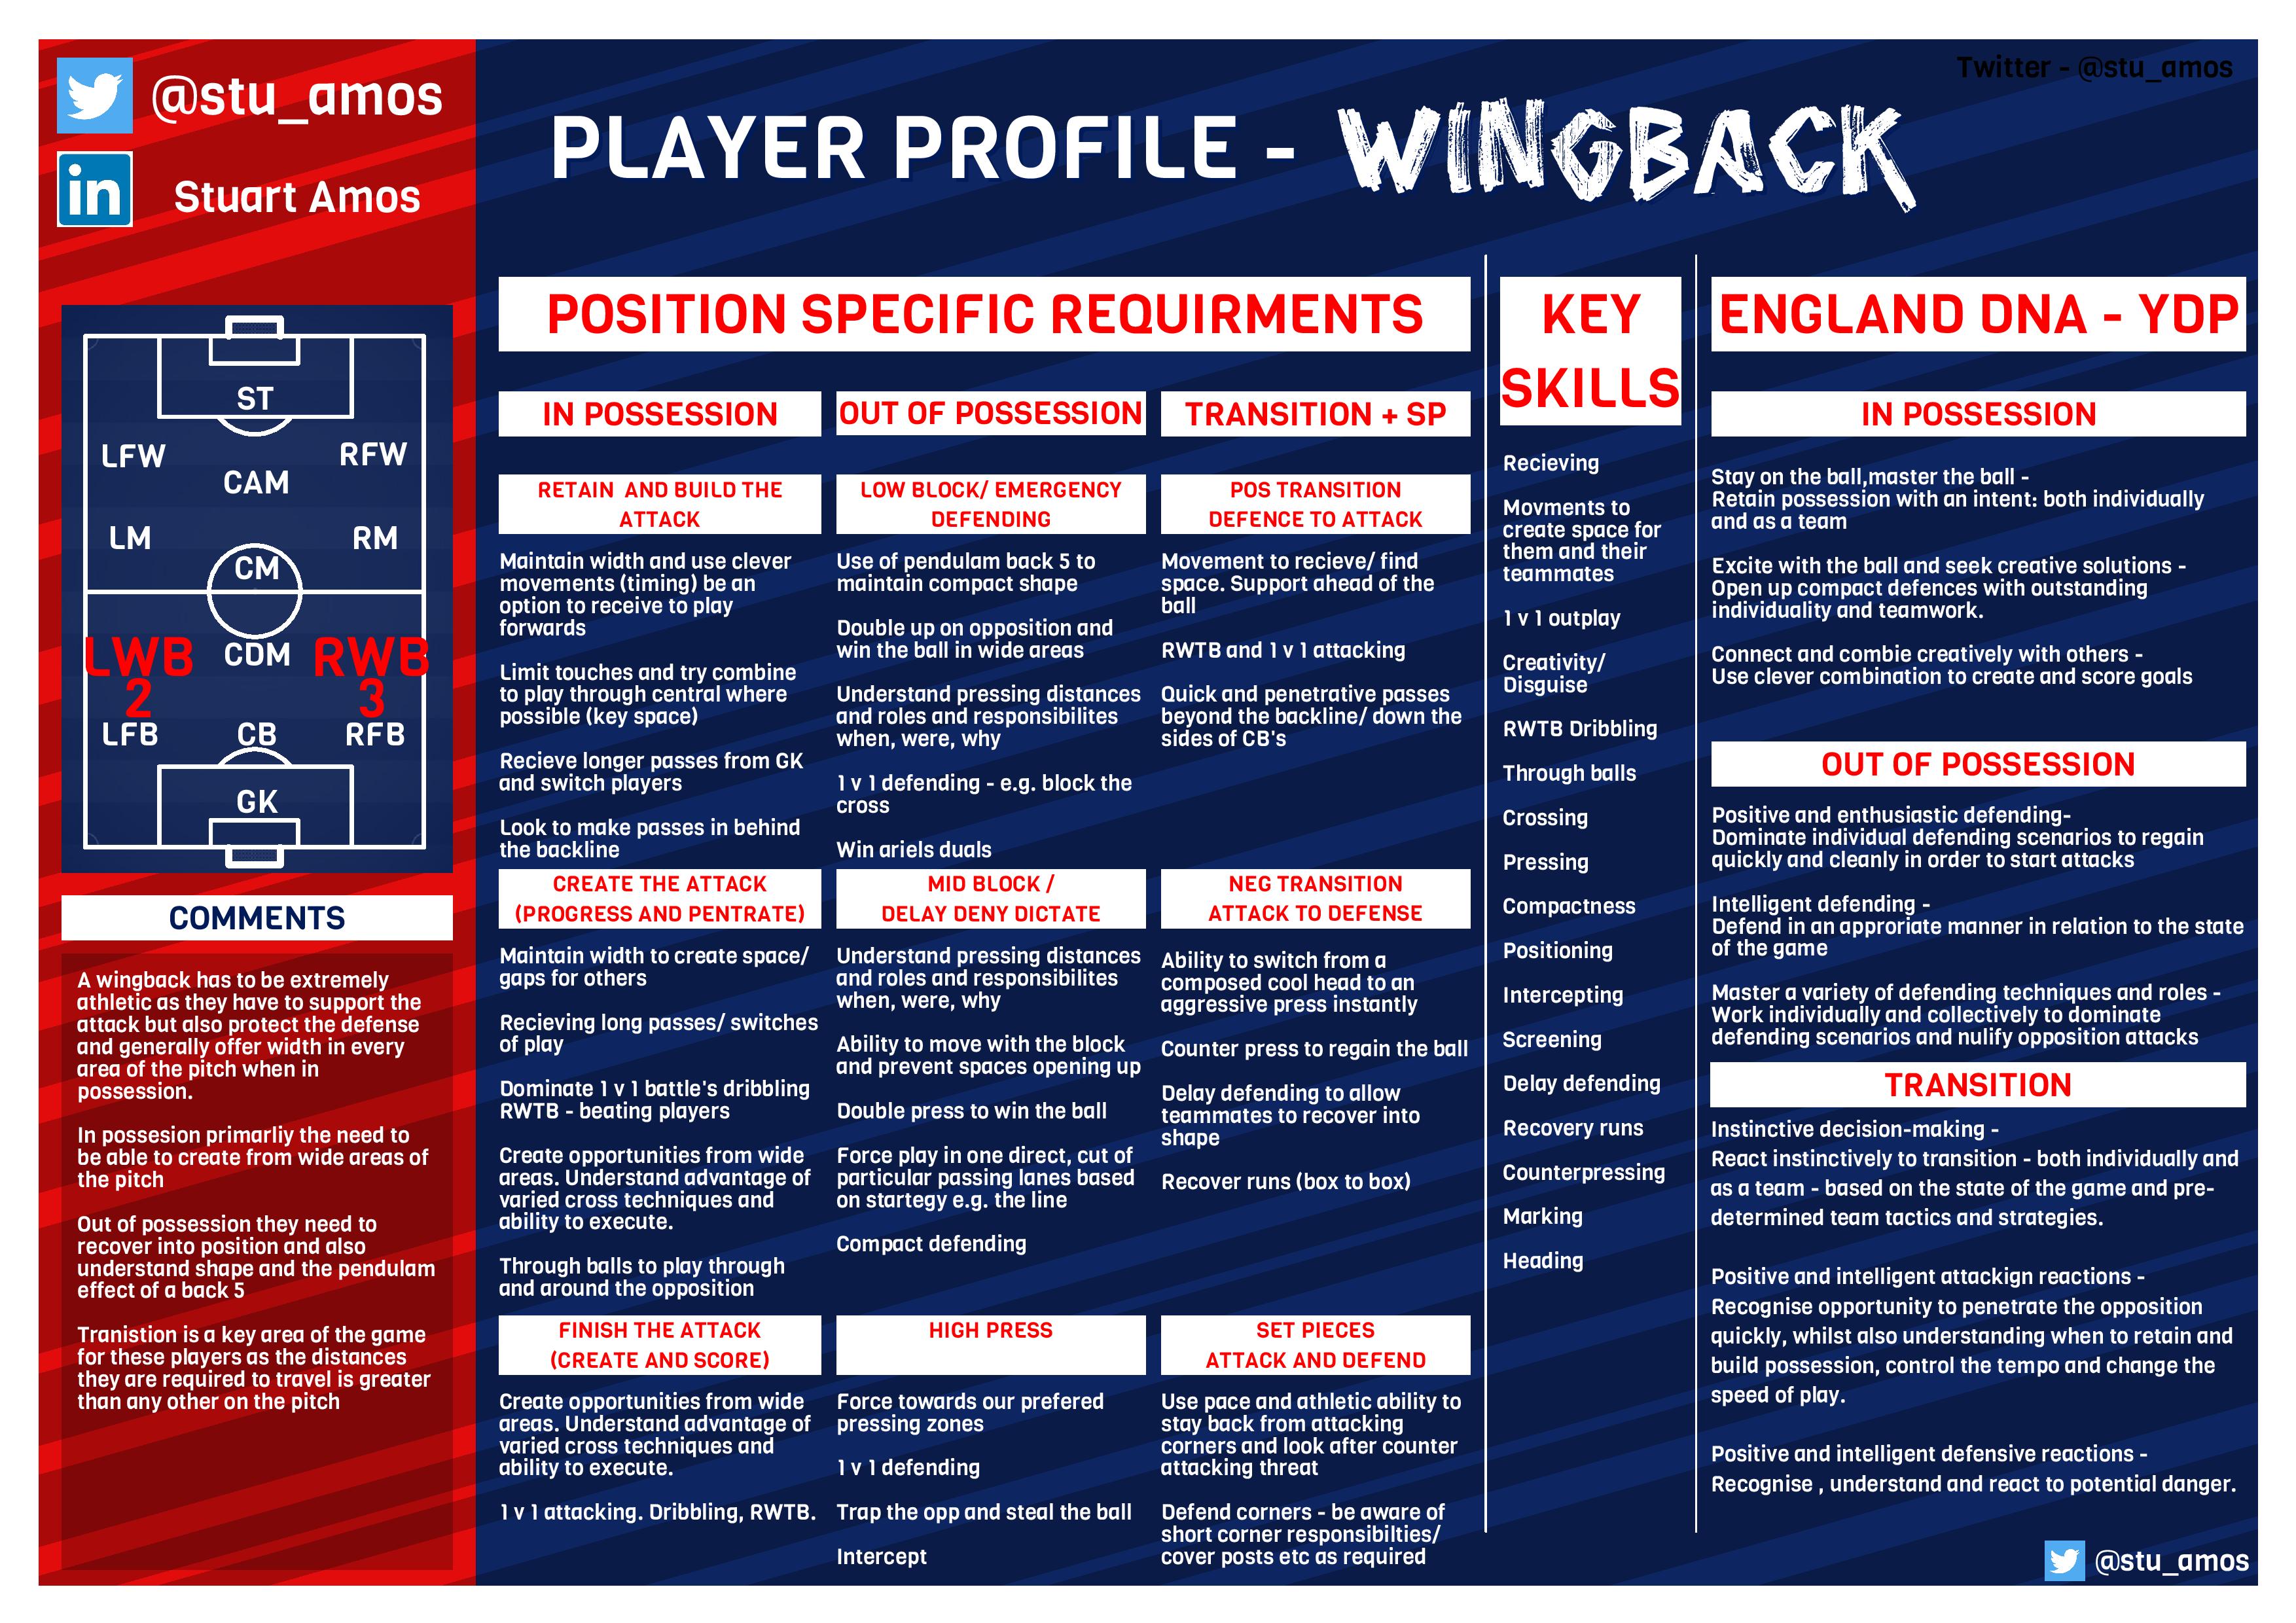 @stu_amos
in
Stuart Amos
Twitter - @stu_amos
PLAYER PROFILE - WINGBACK
ST
LFW
RFW
CAM
LM
RM
CM
LWB
CDM
RWB
2
3
LFB
CB
RFB
GK
COMMENTS
A wingback has to be extremely
athletic as they have to support the
attack but also protect the defense
and generally offer width in every
area of the pitch when in
possession.
In possesion primarliy the need to
be able to create from wide areas of
the pitch
Out of possession they need to
recover into position and also
understand shape and the pendulam
effect of a back 5
Tranistion is a key area of the game
for these players as the distances
they are required to travel is greater
than any other on the pitch
POSITION SPECIFIC REQUIRMENTS
IN POSSESSION
RETAIN AND BUILD THE
ATTACK
Maintain width and use clever
movements (timing) be an
option to receive to play
forwards
Limit touches and try combine
to play through central where
possible (key space)
Recieve longer passes from GK
and switch players
Look to make passes in behind
the backline
CREATE THE ATTACK
(PROGRESS AND PENTRATE)
Maintain width to create space/
gaps for others
Recieving long passes/ switches
of play
Dominate 1 v 1 battle's dribbling
RWTB - beating players
Create opportunities from wide
areas. Understand advantage of
varied cross techniques and
ability to execute.
Through balls to play through
and around the opposition
FINISH THE ATTACK
(CREATE AND SCORE)
Create opportunities from wide
areas. Understand advantage of
varied cross techniques and
ability to execute.
1 v 1 attacking. Dribbling, RWTB.
OUT OF POSSESSION
LOW BLOCK/ EMERGENCY
DEFENDING
Use of pendulam back 5 to
maintain compact shape
Double up on opposition and
win the ball in wide areas
Understand pressing distances
and roles and responsibilites
when, were, why
1 v 1 defending - e.g. block the
cross
Win ariels duals
MID BLOCK /
DELAY DENY DICTATE
Understand pressing distances
and roles and responsibilites
when, were, why
Ability to move with the block
and prevent spaces opening up
Double press to win the ball
Force play in one direct, cut of
particular passing lanes based
on startegy e.g. the line
Compact defending
HIGH PRESS
Force towards our prefered
pressing zones
1 v 1 defending
Trap the opp and steal the ball
Intercept
TRANSITION + SP
POS TRANSITION
DEFENCE TO ATTACK
Movement to recieve/ find
space. Support ahead of the
ball
RWTB and 1 v 1 attacking
Quick and penetrative passes
beyond the backline/ down the
sides of CB's
NEG TRANSITION
ATTACK TO DEFENSE
Ability to switch from a
composed cool head to an
aggressive press instantly
Counter press to regain the ball
Delay defending to allow
teammates to recover into
shape
Recover runs (box to box)
SET PIECES
ATTACK AND DEFEND
Use pace and athletic ability to
stay back from attacking
corners and look after counter
attacking threat
Defend corners - be aware of
short corner responsibilties/
cover posts etc as required
KEY
SKILLS
Recieving
Movments to
create space for
them and their
teammates
1 v 1 outplay
Creativity/
Disguise
RWTB Dribbling
Through balls
Crossing
Pressing
Compactness
Positioning
Intercepting
Screening
Delay defending
Recovery runs
Counterpressing
Marking
Heading
ENGLAND DNA - YDP
IN POSSESSION
Stay on the ball,master the ball -
Retain possession with an intent: both individually
and as a team
Excite with the ball and seek creative solutions -
Open up compact defences with outstanding
individuality and teamwork.
Connect and combie creatively with others -
Use clever combination to create and score goals
OUT OF POSSESSION
Positive and enthusiastic defending-
Dominate individual defending scenarios to regain
quickly and cleanly in order to start attacks
Intelligent defending -
Defend in an approriate manner in relation to the state
of the game
Master a variety of defending techniques and roles -
Work individually and collectively to dominate
defending scenarios and nulify opposition attacks
TRANSITION
Instinctive decision-making -
React instinctively to transition - both individually and
as a team - based on the state of the game and pre-
determined team tactics and strategies.
Positive and intelligent attackign reactions -
Recognise opportunity to penetrate the opposition
quickly, whilst also understanding when to retain and
build possession, control the tempo and change the
speed of play.
Positive and intelligent defensive reactions -
Recognise , understand and react to potential danger.
@stu_amos